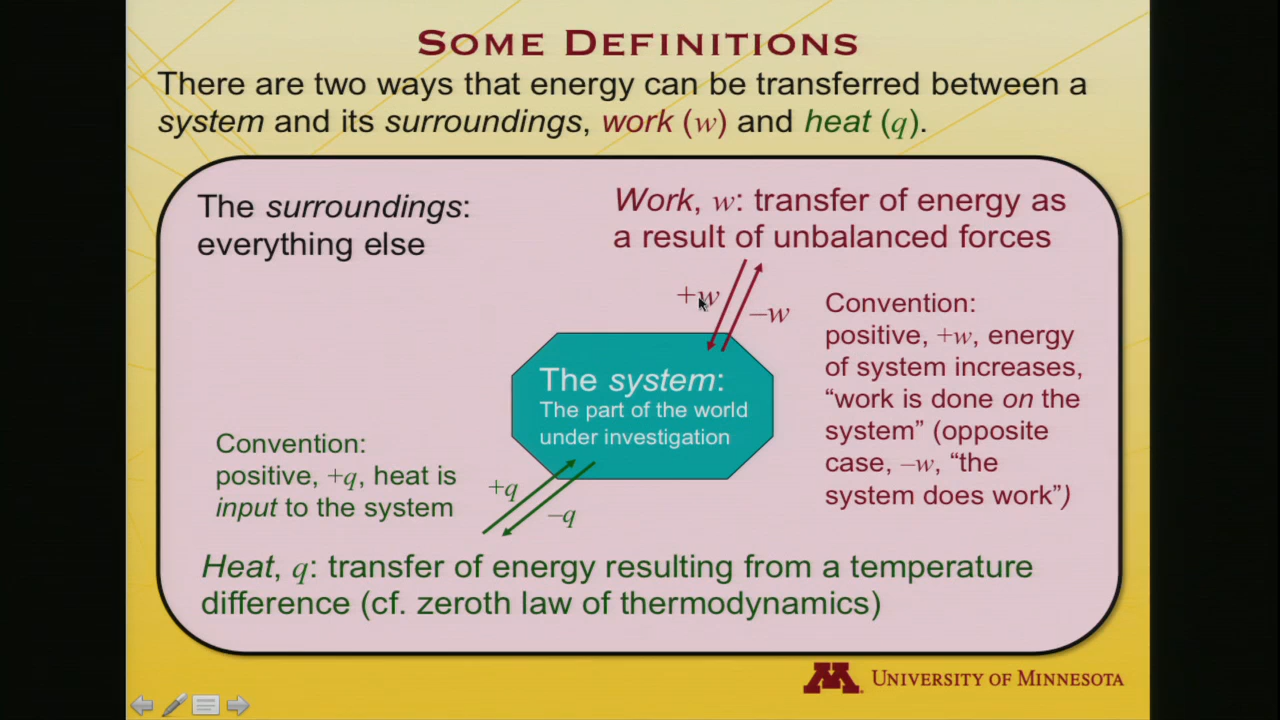 SOME DEFINITIONS
There are two ways that energy can be transferred between a
system and its surroundings, work (w) and heat (q).
The surroundings:
everything else
Work, w: transfer of energy as
a result of unbalanced forces
+w
–w
Convention:
positive, +w, energy
of system increases,
“work is done on the
system” (opposite
case, –w, “the
system does work”)
The system:
The part of the world
under investigation
Convention:
positive, +q, heat is
input to the system
+q
–q
Heat, q: transfer of energy resulting from a temperature
difference (cf. zeroth law of thermodynamics)
M UNIVERSITY OF MINNESOTA